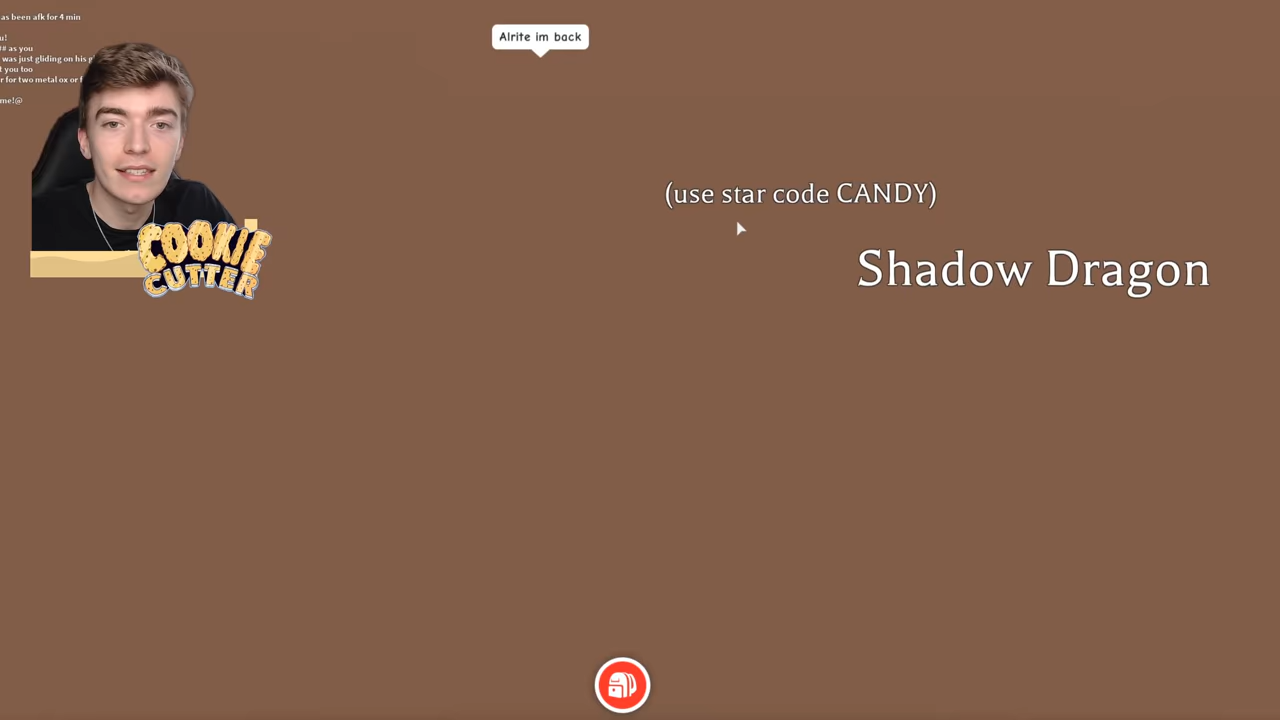 as been afk for 4 min
u!
## as you
was just gliding on his g
t you too
r for two metal ox or f
me!@
Alrite im back
(use star code CANDY)
Shadow Dragon
COOKIE
CUTTER